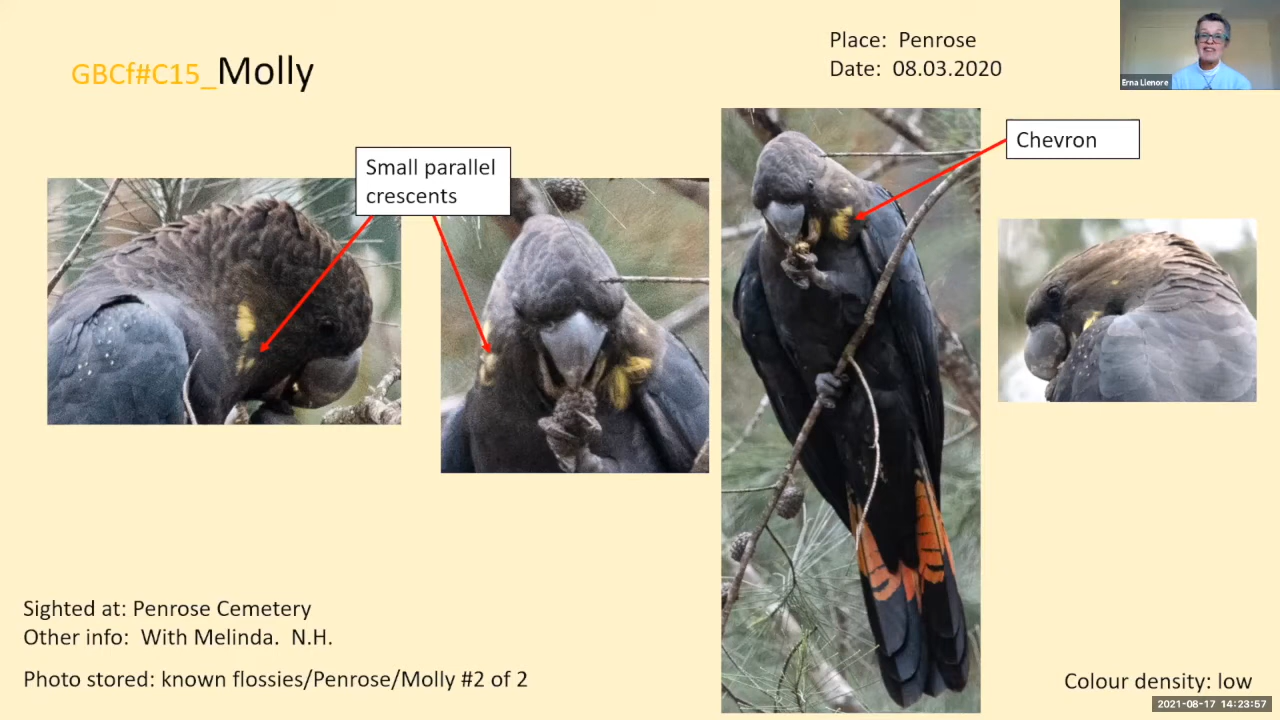 GBCf#C15_Molly
Place: Penrose
Date: 08.03.2020
Erna Llenore
Small parallel
crescents
Chevron
Sighted at: Penrose Cemetery
Other info: With Melinda. N.H.
Photo stored: known flossies/Penrose/Molly #2 of 2
Colour density: low
2021-08-17 14:23:57